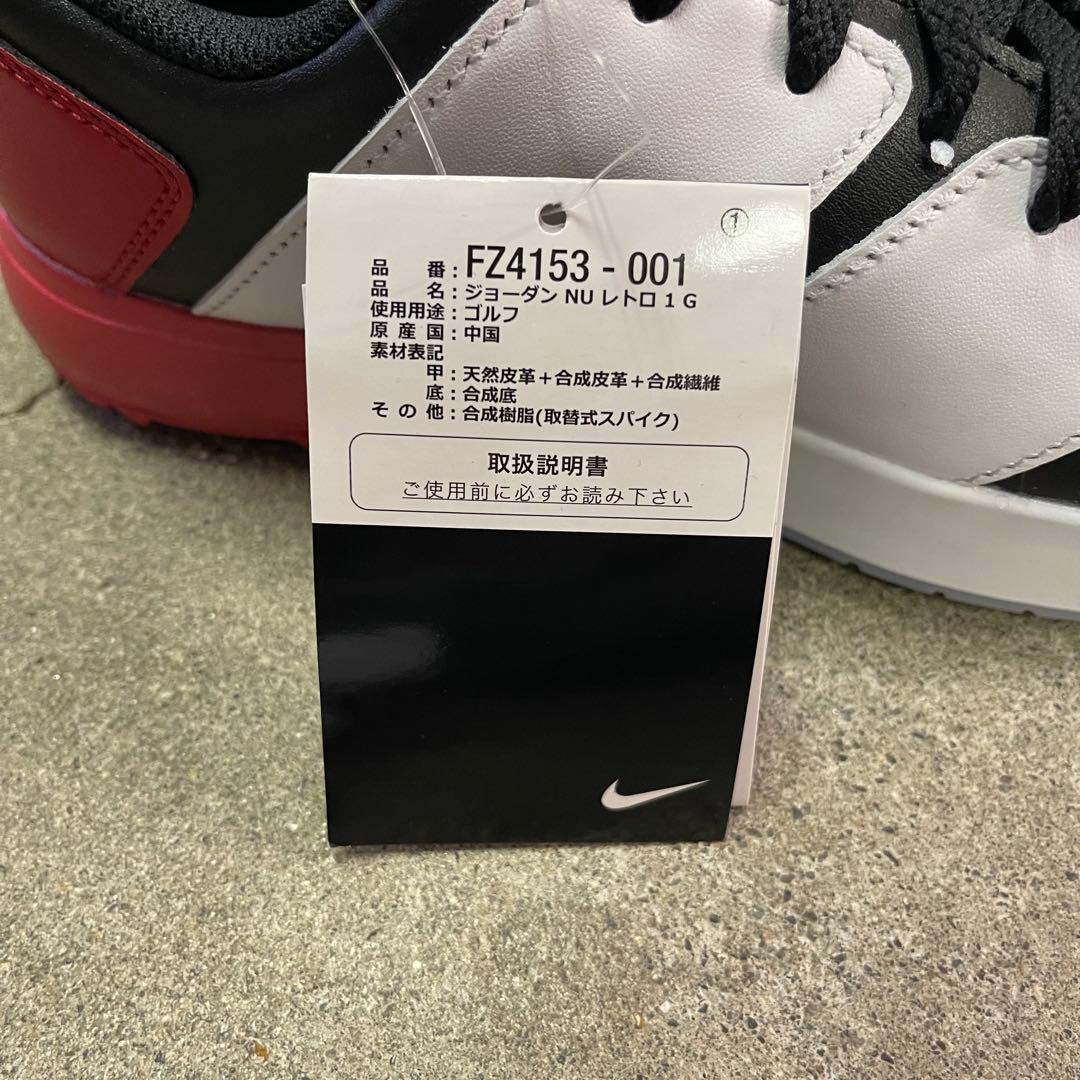 ①
品 番：FZ4153 - 001
品 名：ジョーダン NU レトロ 1 G
使用用途：ゴルフ
原 産 国：中国
素材表記
甲：天然皮革＋合成皮革＋合成繊維
底：合成底
そ の 他：合成樹脂(取替式スパイク)
取扱説明書
ご使用前に必ずお読み下さい